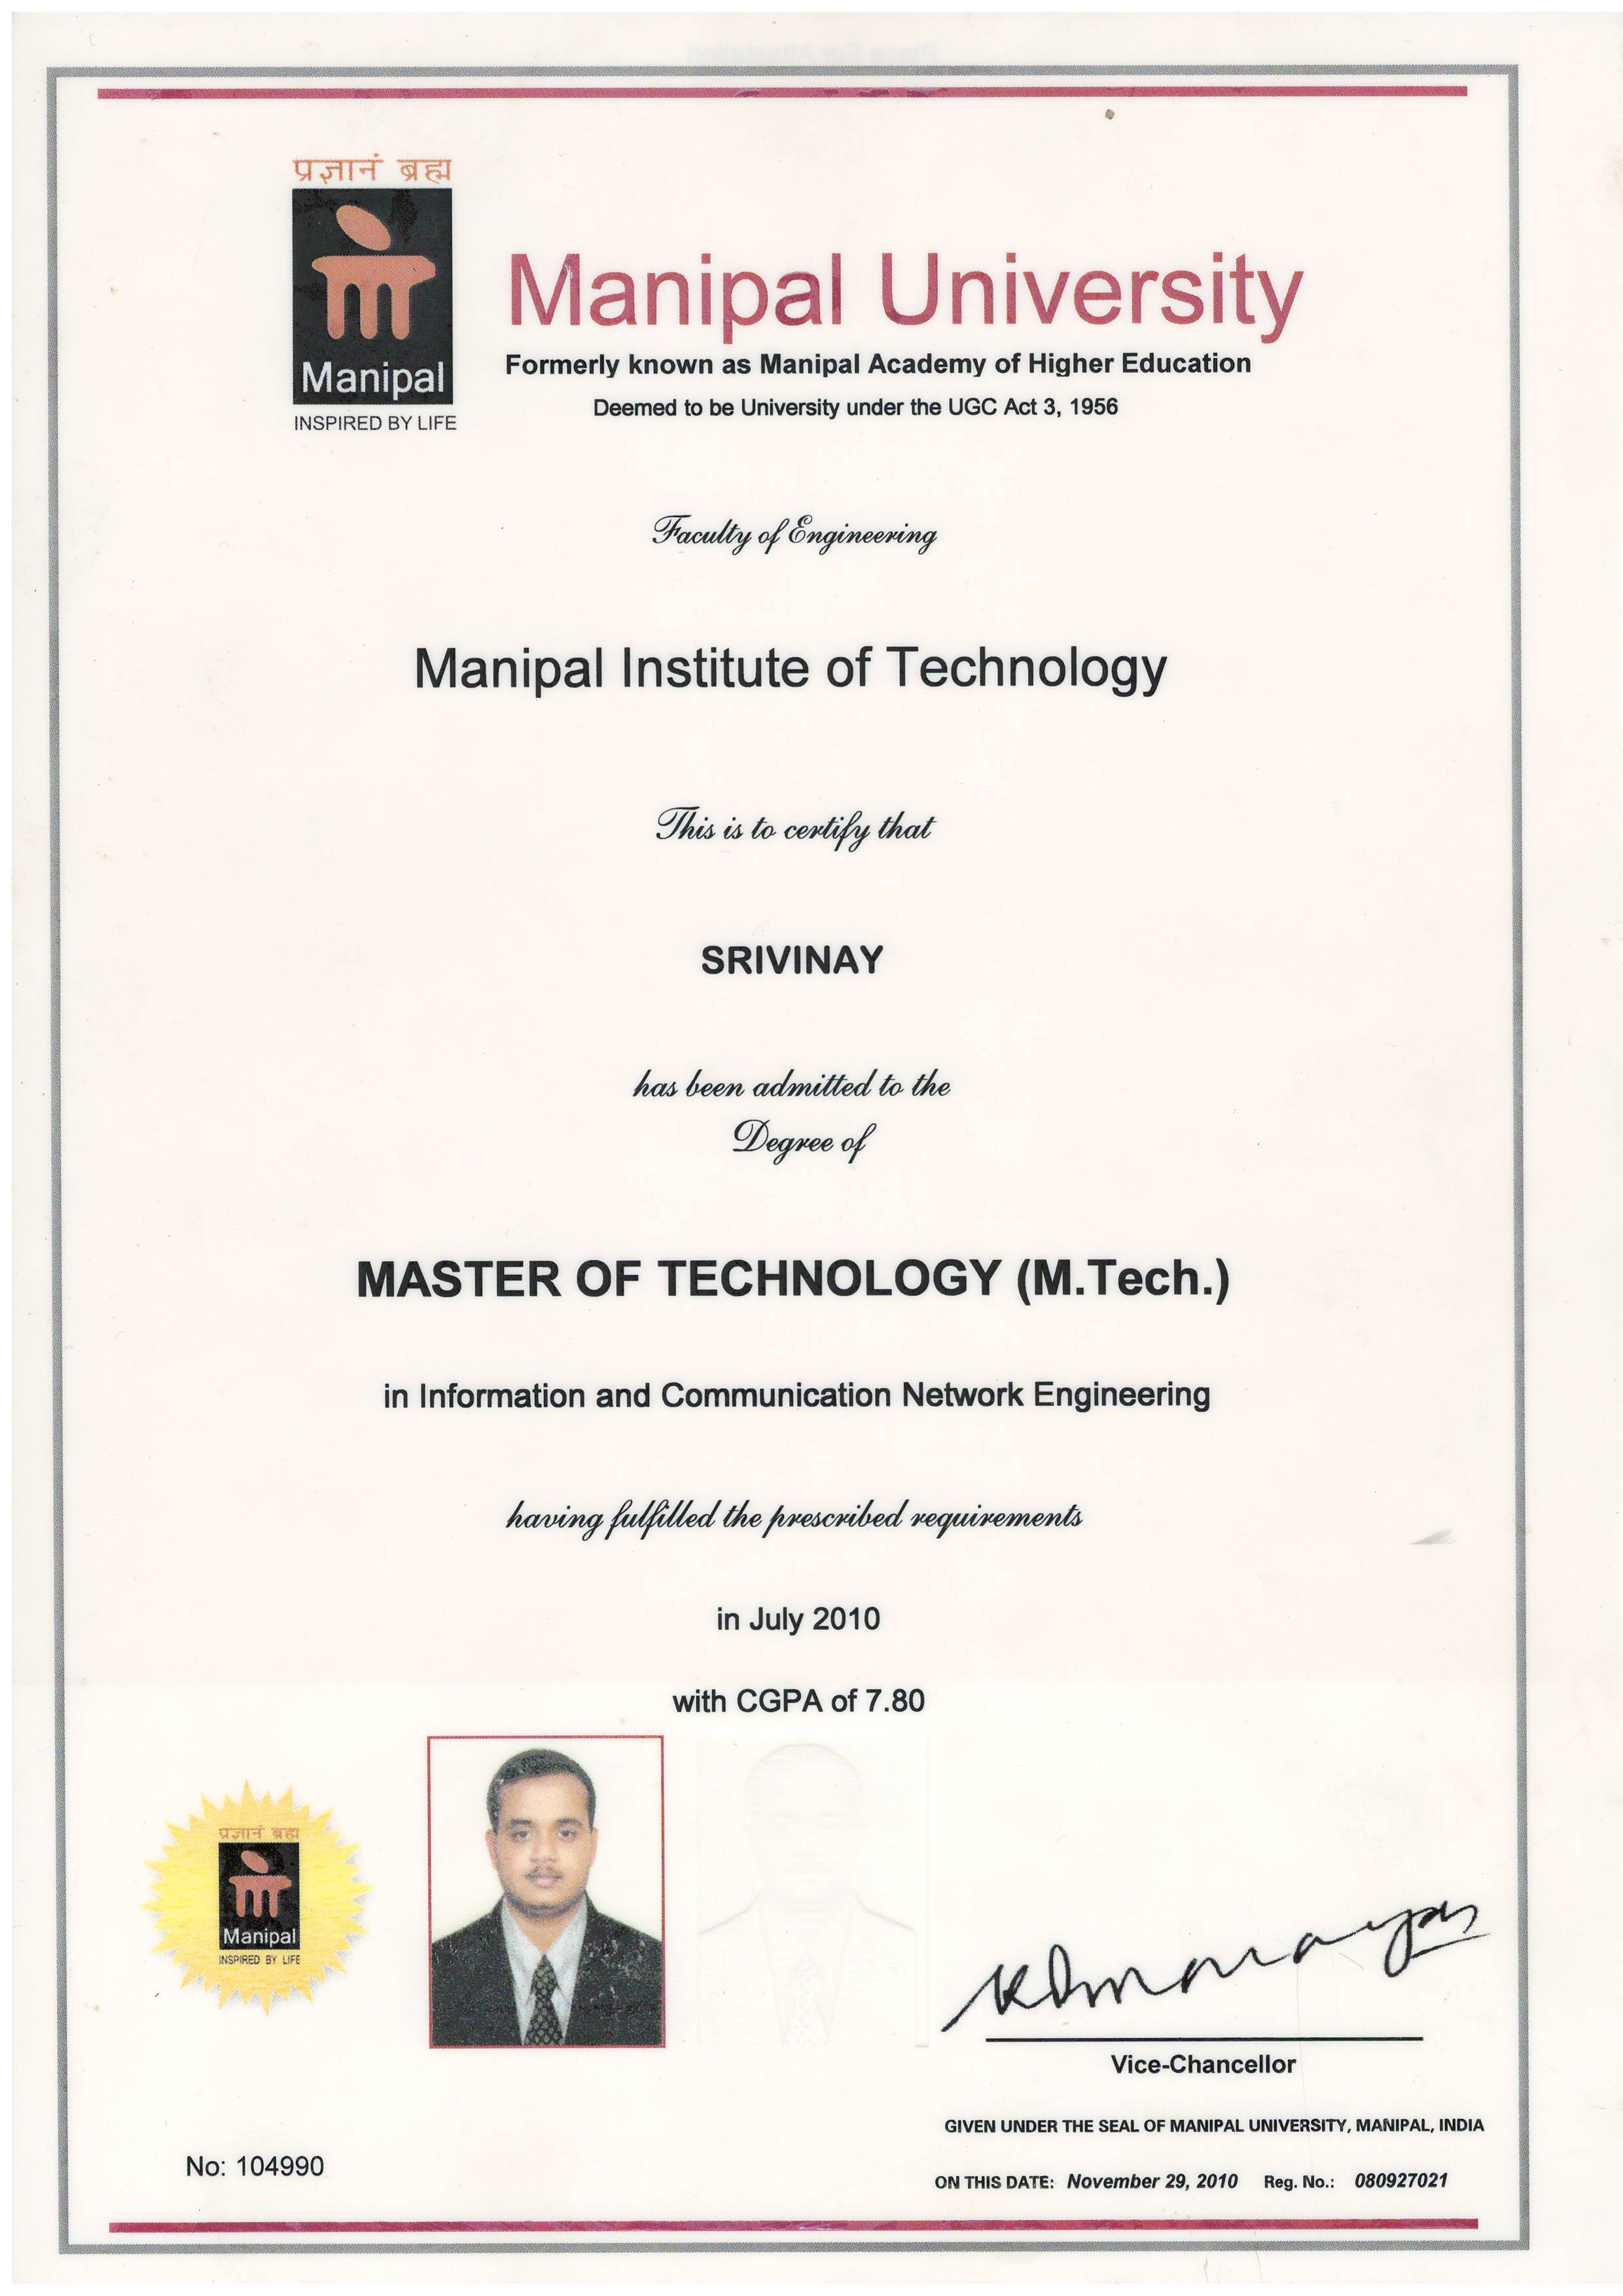 प्रज्ञानं ब्रह्म
Manipal
INSPIRED BY LIFE
Manipal University
Formerly known as Manipal Academy of Higher Education
Deemed to be University under the UGC Act 3, 1956
Faculty of Engineering
Manipal Institute of Technology
This is to certify that
SRIVINAY
has been admitted to the
Degree of
MASTER OF TECHNOLOGY (M.Tech.)
in Information and Communication Network Engineering
having fulfilled the prescribed requirements
in July 2010
with CGPA of 7.80
प्रज्ञानं ब्रह्म
Manipal
INSPIRED BY LIFE
Vice-Chancellor
GIVEN UNDER THE SEAL OF MANIPAL UNIVERSITY, MANIPAL, INDIA
No: 104990
ON THIS DATE: November 29, 2010 Reg. No.: 080927021